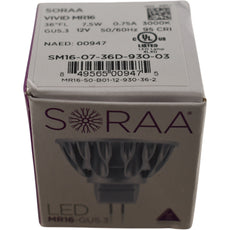 SORAA
VIVID MR16
36°FL 7.5W 0.75A 3000K
GU5.3 12V 50/60Hz 95 CRI
NAED: 00947
UL
LISTED
SM16-07-36D-930-03
8 49565 00947 5
MR16-50-B01-12-930-36-2
SORAA
LED
MR16-GU5.3